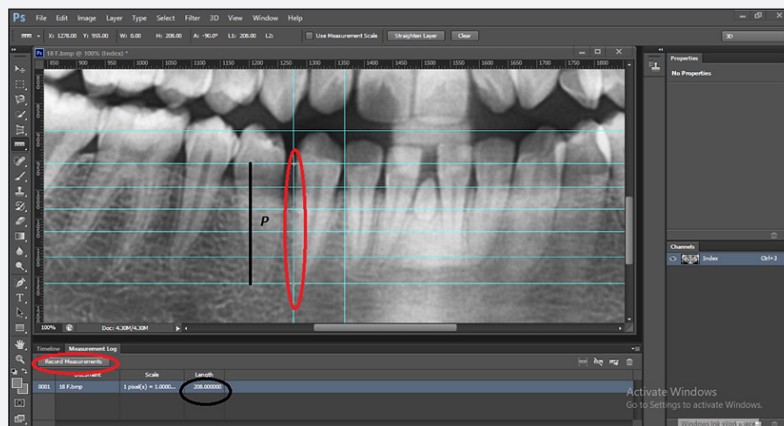 Ps File Edit Image Layer Type Select Filter 3D View Window Help
X: 1278.00 Y: 955.00 W: 0.00 H: 208.00 A: -90.0° L1: 208.00 L2: Use Measurement Scale Straighten Layer Clear 3D
18 F.bmp @ 100% (Index) *
850 900 950 1000 1050 1100 1150 1200 1250 1300 1350 1400 1450 1500 1550 1600 1650 1700 1750 1800
Properties
No Properties
P
Channels
Index Ctrl+3
100% Doc: 4.30M/4.30M
Timeline Measurement Log
Record Measurements
Document Scale Length
0001 18 F.bmp 1 pixel(s) = 1.0000... 208.000000
Activate Windows
Go to Settings to activate Windows.